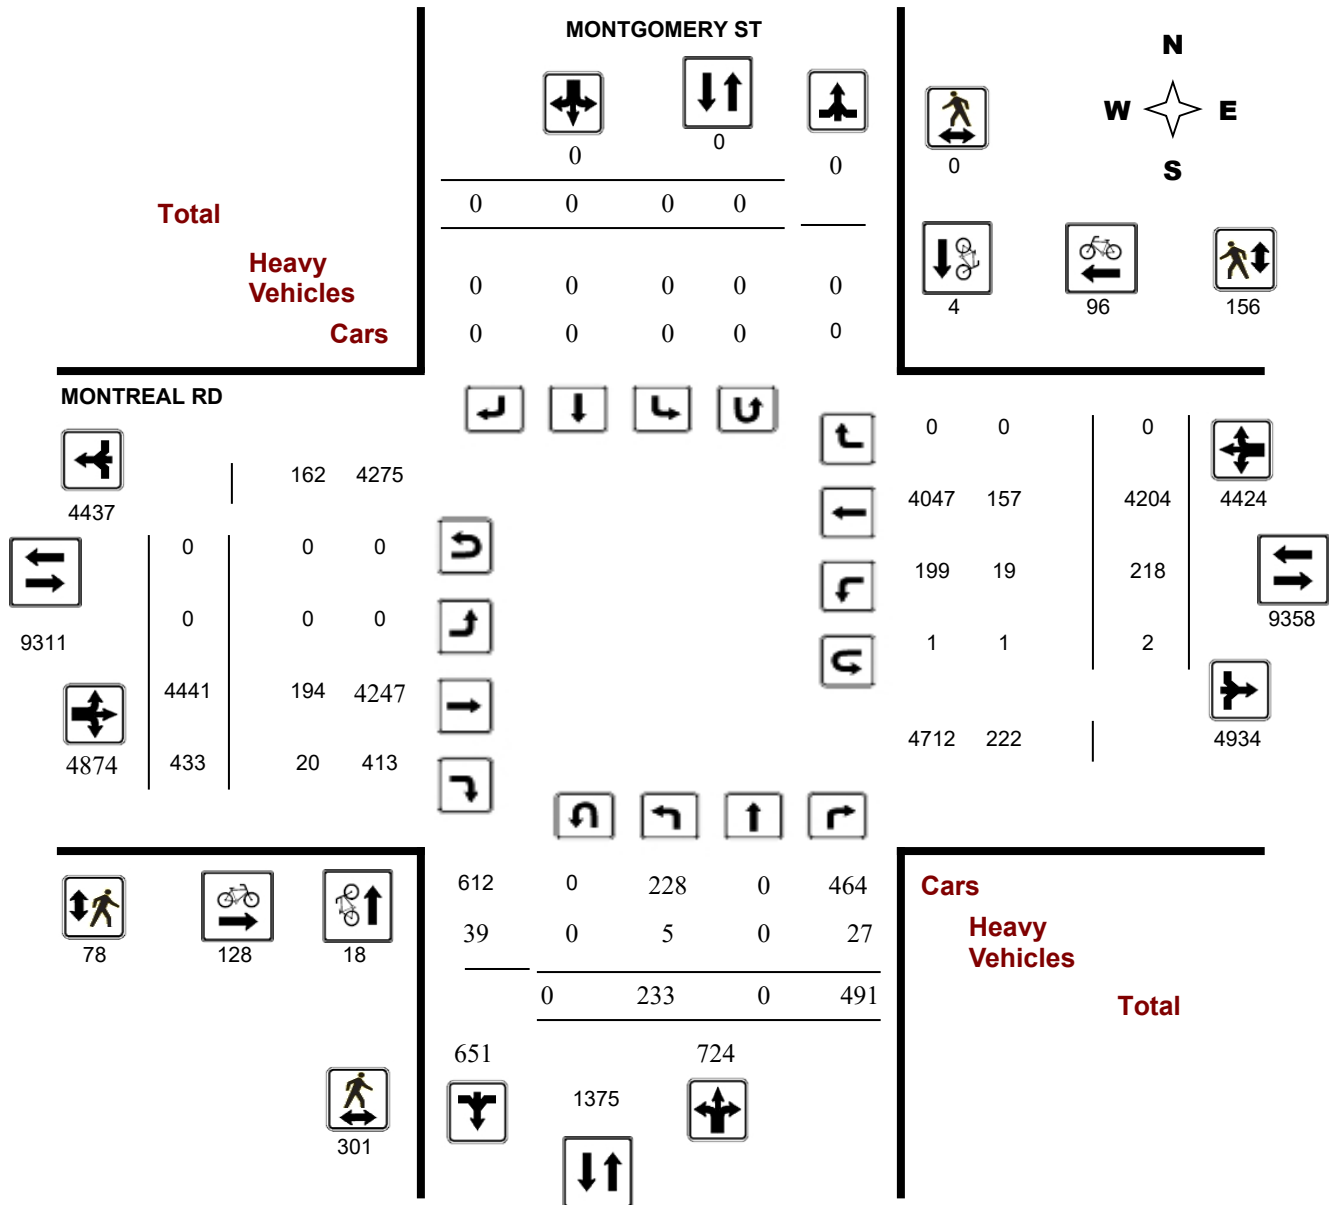 MONTGOMERY ST
N
W E
S
0 0 0 0
Total 0 0 0 0
4 96 156
Heavy
Vehicles 0 0 0 0 0
Cars 0 0 0 0 0
MONTREAL RD
0 0 0
162 4275
4437
4047 157 4204 4424
0 0 0
199 19 218
9311
0 0 0
9358
1 1 2
4441 194 4247
4874 433 20 413
4712 222 4934
612 0 228 0 464 Cars
39 0 5 0 27 Heavy
Vehicles
78 128 18
0 233 0 491 Total
651 724
1375
301